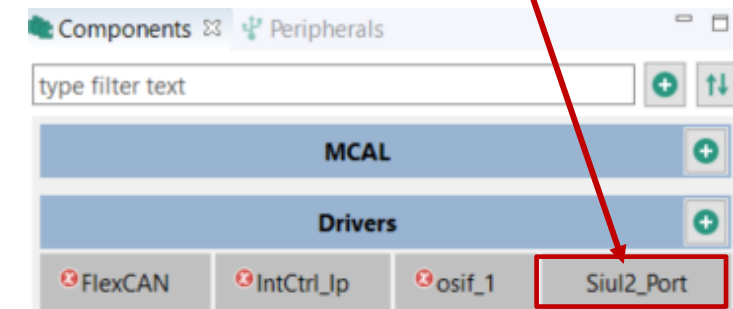 Components Peripherals
type filter text
MCAL
Drivers
FlexCAN IntCtrl_Ip osif_1 Siul2_Port